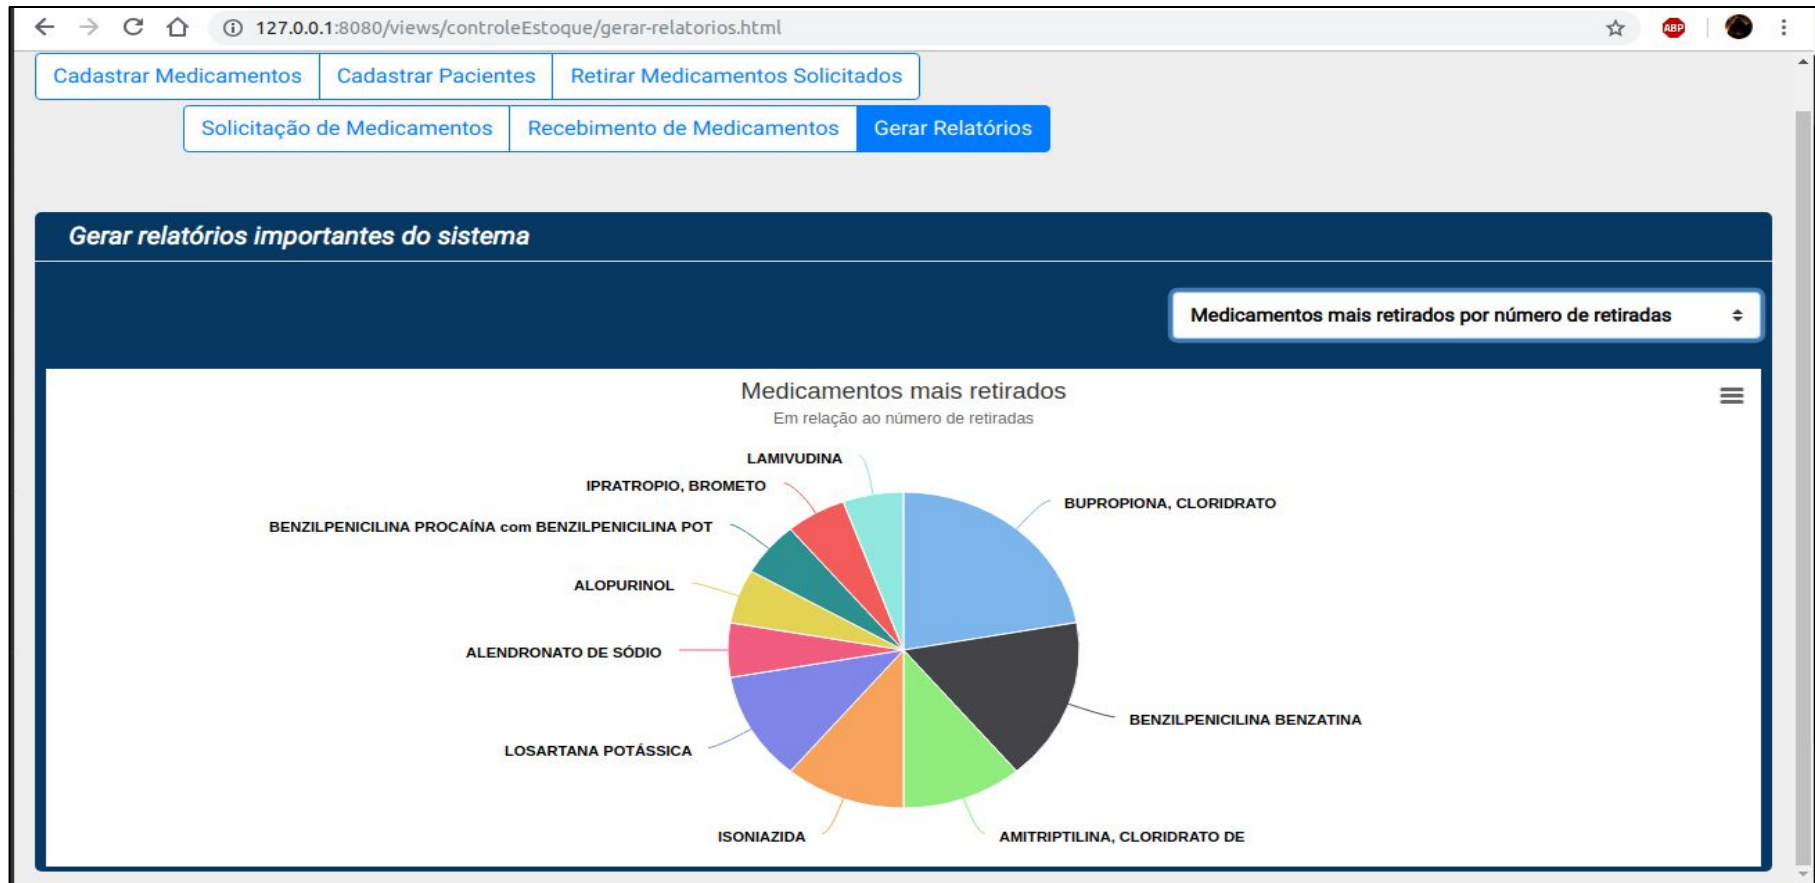 127.0.0.1:8080/views/controleEstoque/gerar-relatorios.html
ABP
Cadastrar Medicamentos
Cadastrar Pacientes
Retirar Medicamentos Solicitados
Solicitação de Medicamentos
Recebimento de Medicamentos
Gerar Relatórios
Gerar relatórios importantes do sistema
Medicamentos mais retirados por número de retiradas
Medicamentos mais retirados
Em relação ao número de retiradas
LAMIVUDINA
IPRATROPIO, BROMETO
BUPROPIONA, CLORIDRATO
BENZILPENICILINA PROCAÍNA com BENZILPENICILINA POT
ALOPURINOL
ALENDRONATO DE SÓDIO
BENZILPENICILINA BENZATINA
LOSARTANA POTÁSSICA
ISONIAZIDA
AMITRIPTILINA, CLORIDRATO DE